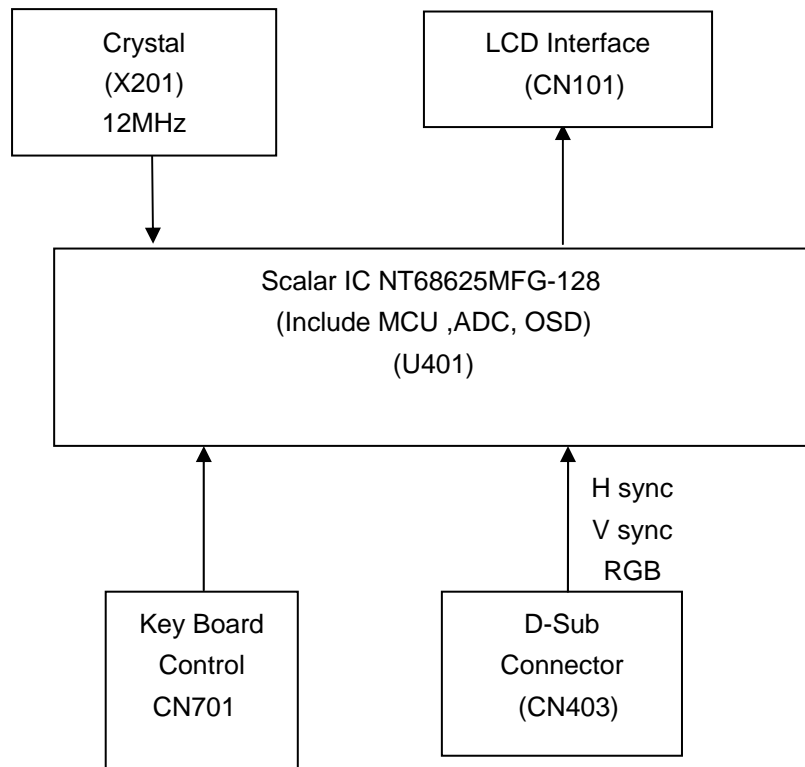 Crystal
(X201)
12MHz
LCD Interface
(CN101)
Scalar IC NT68625MFG-128
(Include MCU ,ADC, OSD)
(U401)
H sync
V sync
RGB
Key Board
Control
CN701
D-Sub
Connector
(CN403)